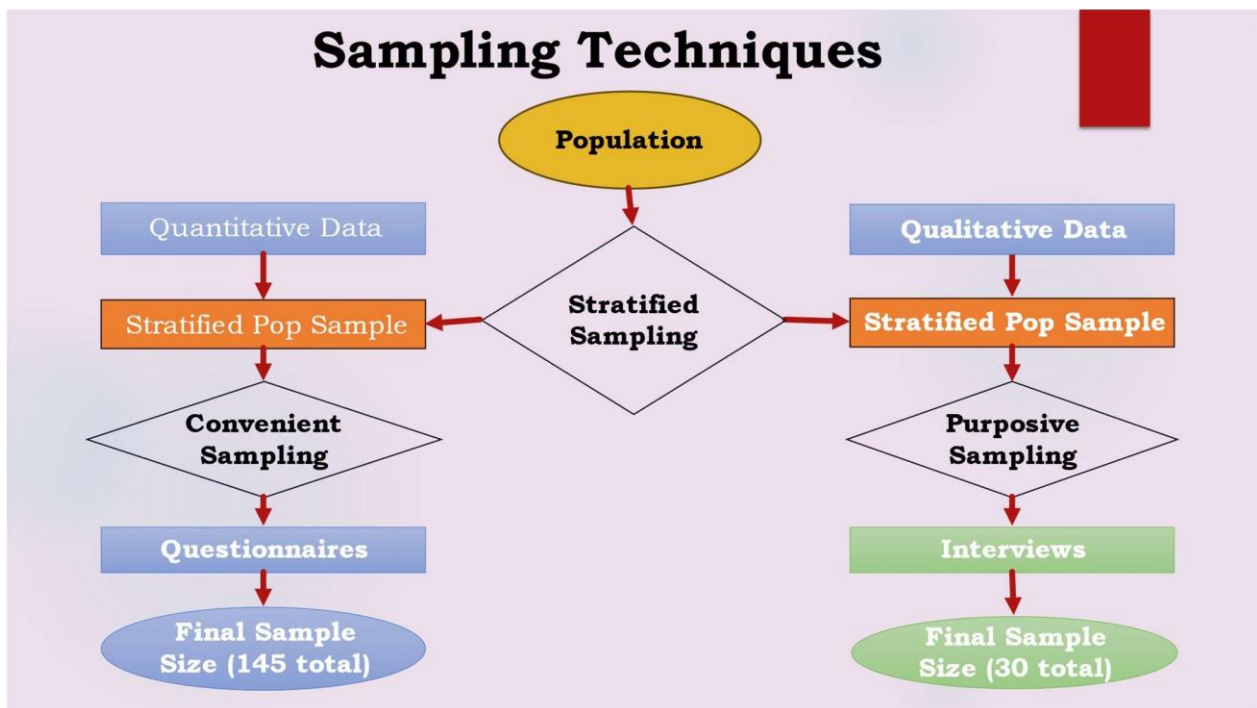 Sampling Techniques
Population
Quantitative Data
Qualitative Data
Stratified
Sampling
Stratified Pop Sample
Stratified Pop Sample
Convenient
Sampling
Purposive
Sampling
Questionnaires
Interviews
Final Sample
Size (145 total)
Final Sample
Size (30 total)